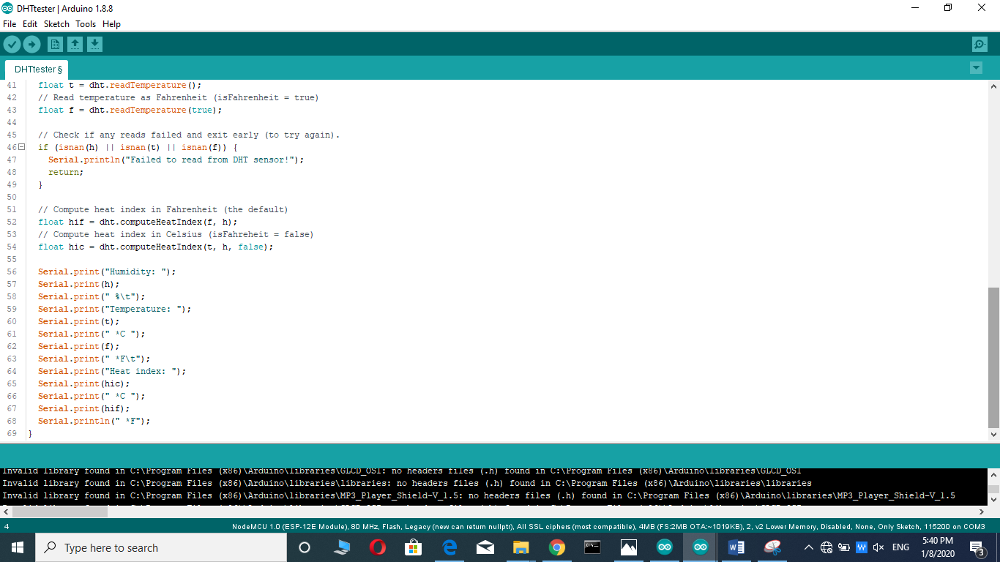 DHTtester | Arduino 1.8.8
File Edit Sketch Tools Help
DHTtester §
41 float t = dht.readTemperature();
42 // Read temperature as Fahrenheit (isFahrenheit = true)
43 float f = dht.readTemperature(true);
44
45 // Check if any reads failed and exit early (to try again).
46 if (isnan(h) || isnan(t) || isnan(f)) {
47 Serial.println("Failed to read from DHT sensor!");
48 return;
49 }
50
51 // Compute heat index in Fahrenheit (the default)
52 float hif = dht.computeHeatIndex(f, h);
53 // Compute heat index in Celsius (isFahreheit = false)
54 float hic = dht.computeHeatIndex(t, h, false);
55
56 Serial.print("Humidity: ");
57 Serial.print(h);
58 Serial.print(" %\t");
59 Serial.print("Temperature: ");
60 Serial.print(t);
61 Serial.print(" *C ");
62 Serial.print(f);
63 Serial.print(" *F\t");
64 Serial.print("Heat index: ");
65 Serial.print(hic);
66 Serial.print(" *C ");
67 Serial.print(hif);
68 Serial.println(" *F");
69 }
Invalid library found in C:\Program Files (x86)\Arduino\libraries\GLCD_OSI: no headers files (.h) found in C:\Program Files (x86)\Arduino\libraries\GLCD_OSI
Invalid library found in C:\Program Files (x86)\Arduino\libraries\libraries: no headers files (.h) found in C:\Program Files (x86)\Arduino\libraries\libraries
Invalid library found in C:\Program Files (x86)\Arduino\libraries\MP3_Player_Shield-V_1.5: no headers files (.h) found in C:\Program Files (x86)\Arduino\libraries\MP3_Player_Shield-V_1.5
4 NodeMCU 1.0 (ESP-12E Module), 80 MHz, Flash, Legacy (new can return nullptr), All SSL ciphers (most compatible), 4MB (FS:2MB OTA:~1019KB), 2, v2 Lower Memory, Disabled, None, Only Sketch, 115200 on COM3
Type here to search
ENG
5:40 PM
1/8/2020
3